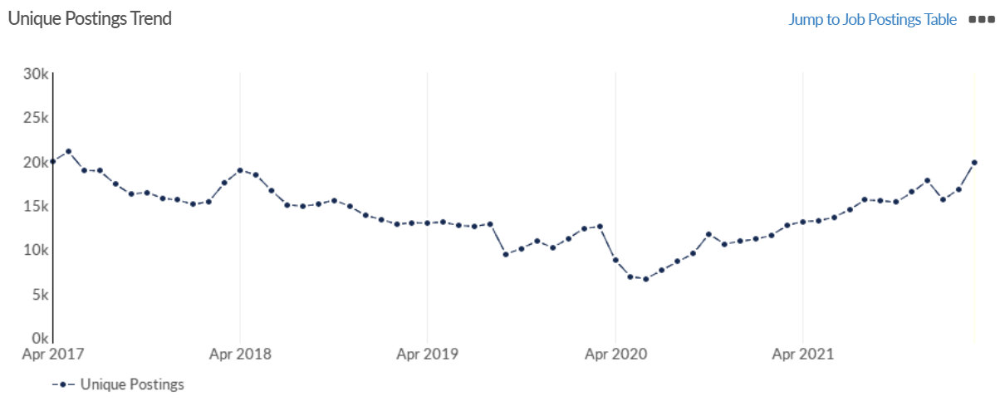 Unique Postings Trend
Jump to Job Postings Table
30k
25k
20k
15k
10k
5k
0k
Apr 2017 Apr 2018 Apr 2019 Apr 2020 Apr 2021
Unique Postings